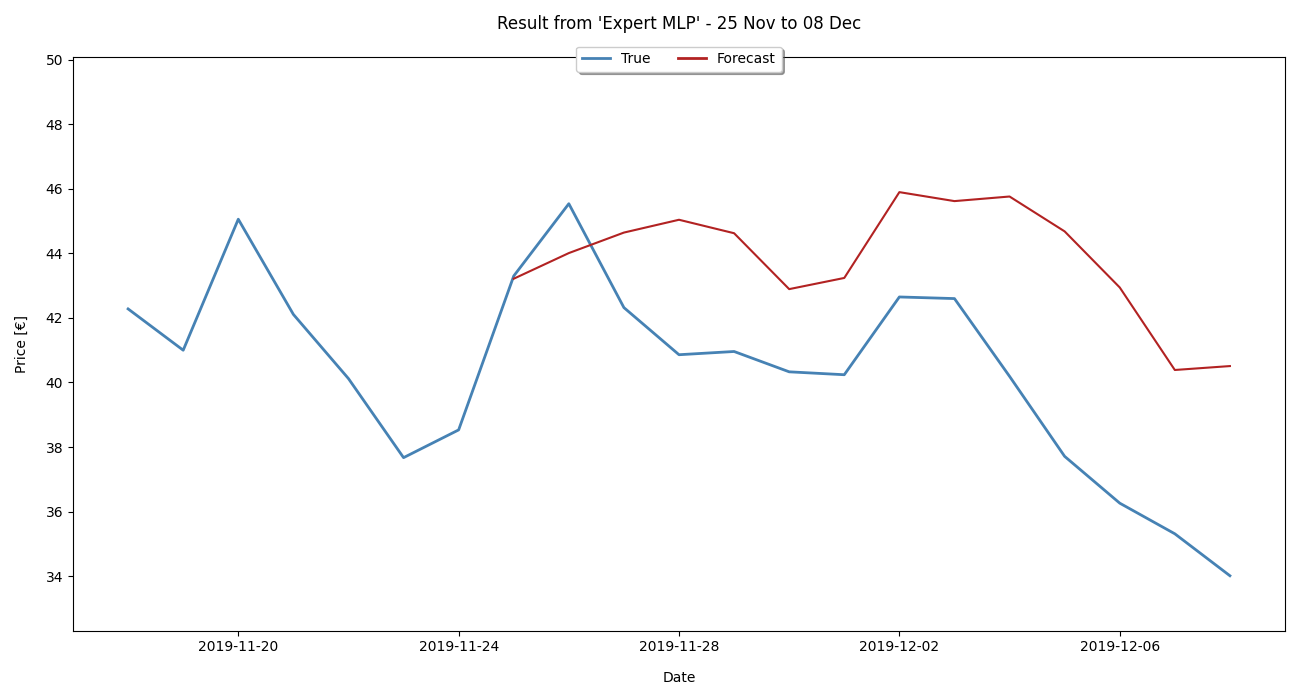 Result from 'Expert MLP' - 25 Nov to 08 Dec
True
Forecast
50
48
46
44
42
40
38
36
34
Price [€]
2019-11-20
2019-11-24
2019-11-28
2019-12-02
2019-12-06
Date